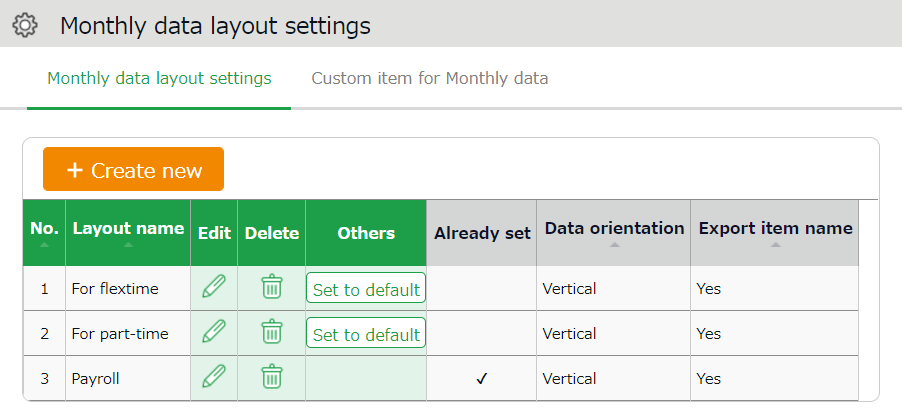 Monthly data layout settings
Monthly data layout settings Custom item for Monthly data
+ Create new
No. Layout name Edit Delete Others Already set Data orientation Export item name
1 For flextime Set to default Vertical Yes
2 For part-time Set to default Vertical Yes
3 Payroll ✓ Vertical Yes